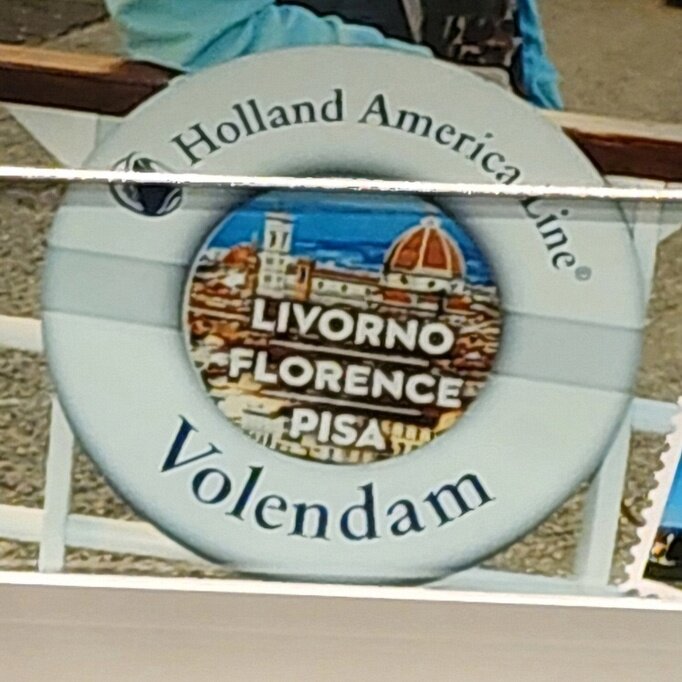 Holland America Line®
LIVORNO
FLORENCE
PISA
Volendam